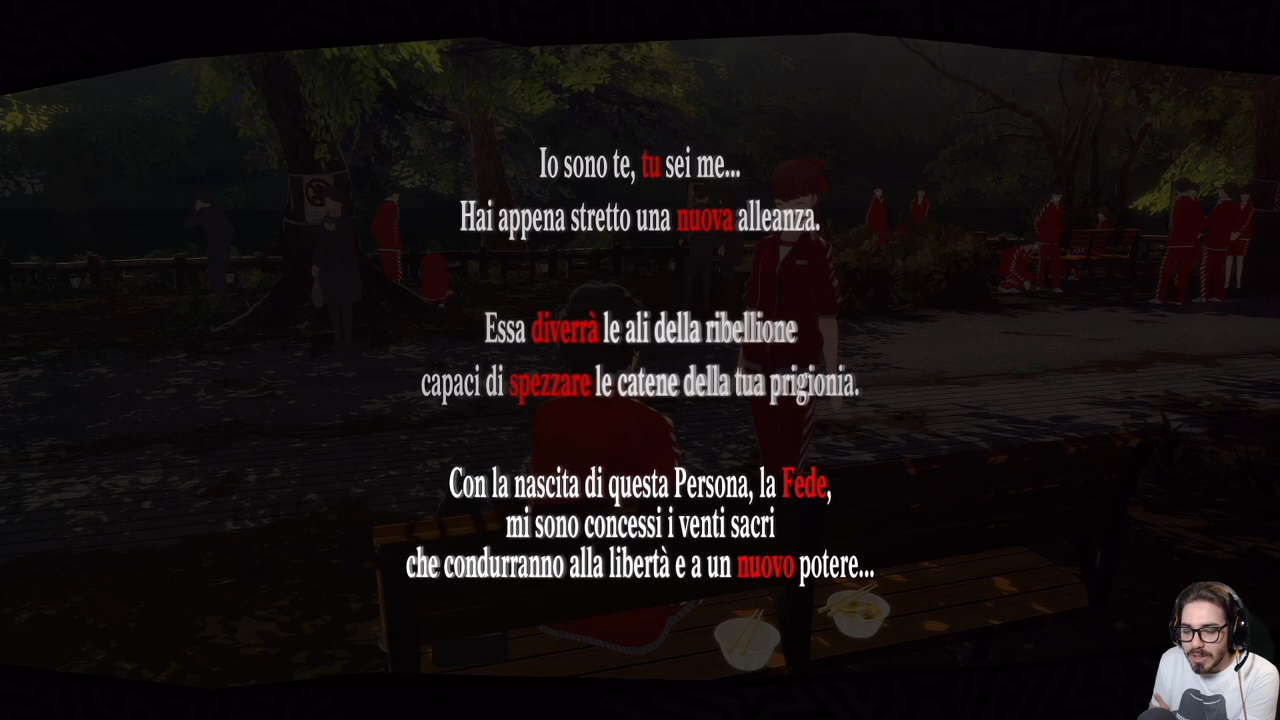 Io sono te, tu sei me...
Hai appena stretto una nuova alleanza.
Essa diverrà le ali della ribellione
capaci di spezzare le catene della tua prigionia.
Con la nascita di questa Persona, la Fede,
mi sono concessi i venti sacri
che condurranno alla libertà e a un nuovo potere...